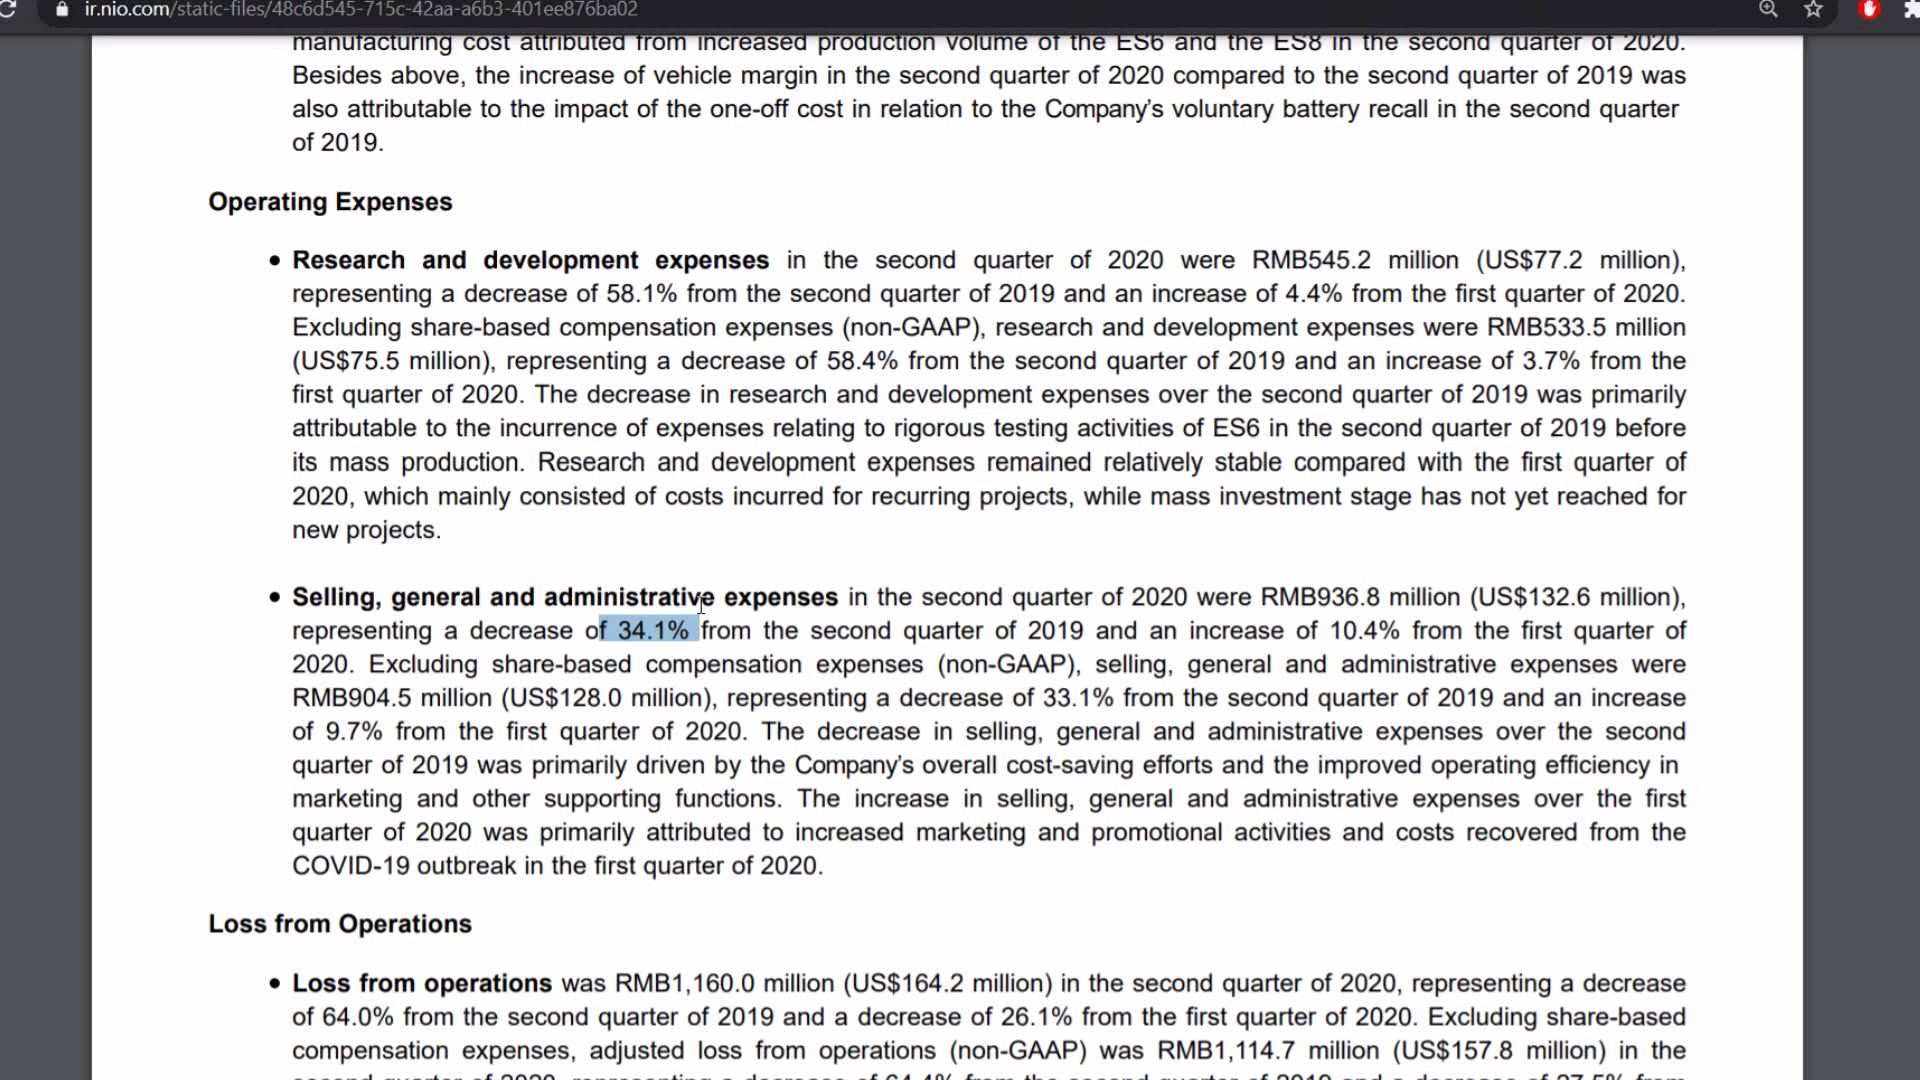 ir.nio.com/static-files/48c6d545-715c-42aa-a6b3-401ee876ba02
manufacturing cost attributed from increased production volume of the ES6 and the ES8 in the second quarter of 2020.
Besides above, the increase of vehicle margin in the second quarter of 2020 compared to the second quarter of 2019 was
also attributable to the impact of the one-off cost in relation to the Company's voluntary battery recall in the second quarter
of 2019.
Operating Expenses
• Research and development expenses in the second quarter of 2020 were RMB545.2 million (US$77.2 million),
representing a decrease of 58.1% from the second quarter of 2019 and an increase of 4.4% from the first quarter of 2020.
Excluding share-based compensation expenses (non-GAAP), research and development expenses were RMB533.5 million
(US$75.5 million), representing a decrease of 58.4% from the second quarter of 2019 and an increase of 3.7% from the
first quarter of 2020. The decrease in research and development expenses over the second quarter of 2019 was primarily
attributable to the incurrence of expenses relating to rigorous testing activities of ES6 in the second quarter of 2019 before
its mass production. Research and development expenses remained relatively stable compared with the first quarter of
2020, which mainly consisted of costs incurred for recurring projects, while mass investment stage has not yet reached for
new projects.
• Selling, general and administrative expenses in the second quarter of 2020 were RMB936.8 million (US$132.6 million),
representing a decrease of 34.1% from the second quarter of 2019 and an increase of 10.4% from the first quarter of
2020. Excluding share-based compensation expenses (non-GAAP), selling, general and administrative expenses were
RMB904.5 million (US$128.0 million), representing a decrease of 33.1% from the second quarter of 2019 and an increase
of 9.7% from the first quarter of 2020. The decrease in selling, general and administrative expenses over the second
quarter of 2019 was primarily driven by the Company's overall cost-saving efforts and the improved operating efficiency in
marketing and other supporting functions. The increase in selling, general and administrative expenses over the first
quarter of 2020 was primarily attributed to increased marketing and promotional activities and costs recovered from the
COVID-19 outbreak in the first quarter of 2020.
Loss from Operations
• Loss from operations was RMB1,160.0 million (US$164.2 million) in the second quarter of 2020, representing a decrease
of 64.0% from the second quarter of 2019 and a decrease of 26.1% from the first quarter of 2020. Excluding share-based
compensation expenses, adjusted loss from operations (non-GAAP) was RMB1,114.7 million (US$157.8 million) in the
second quarter of 2020, representing a decrease of 64.4% from the second quarter of 2019 and a decrease of 27.5% from